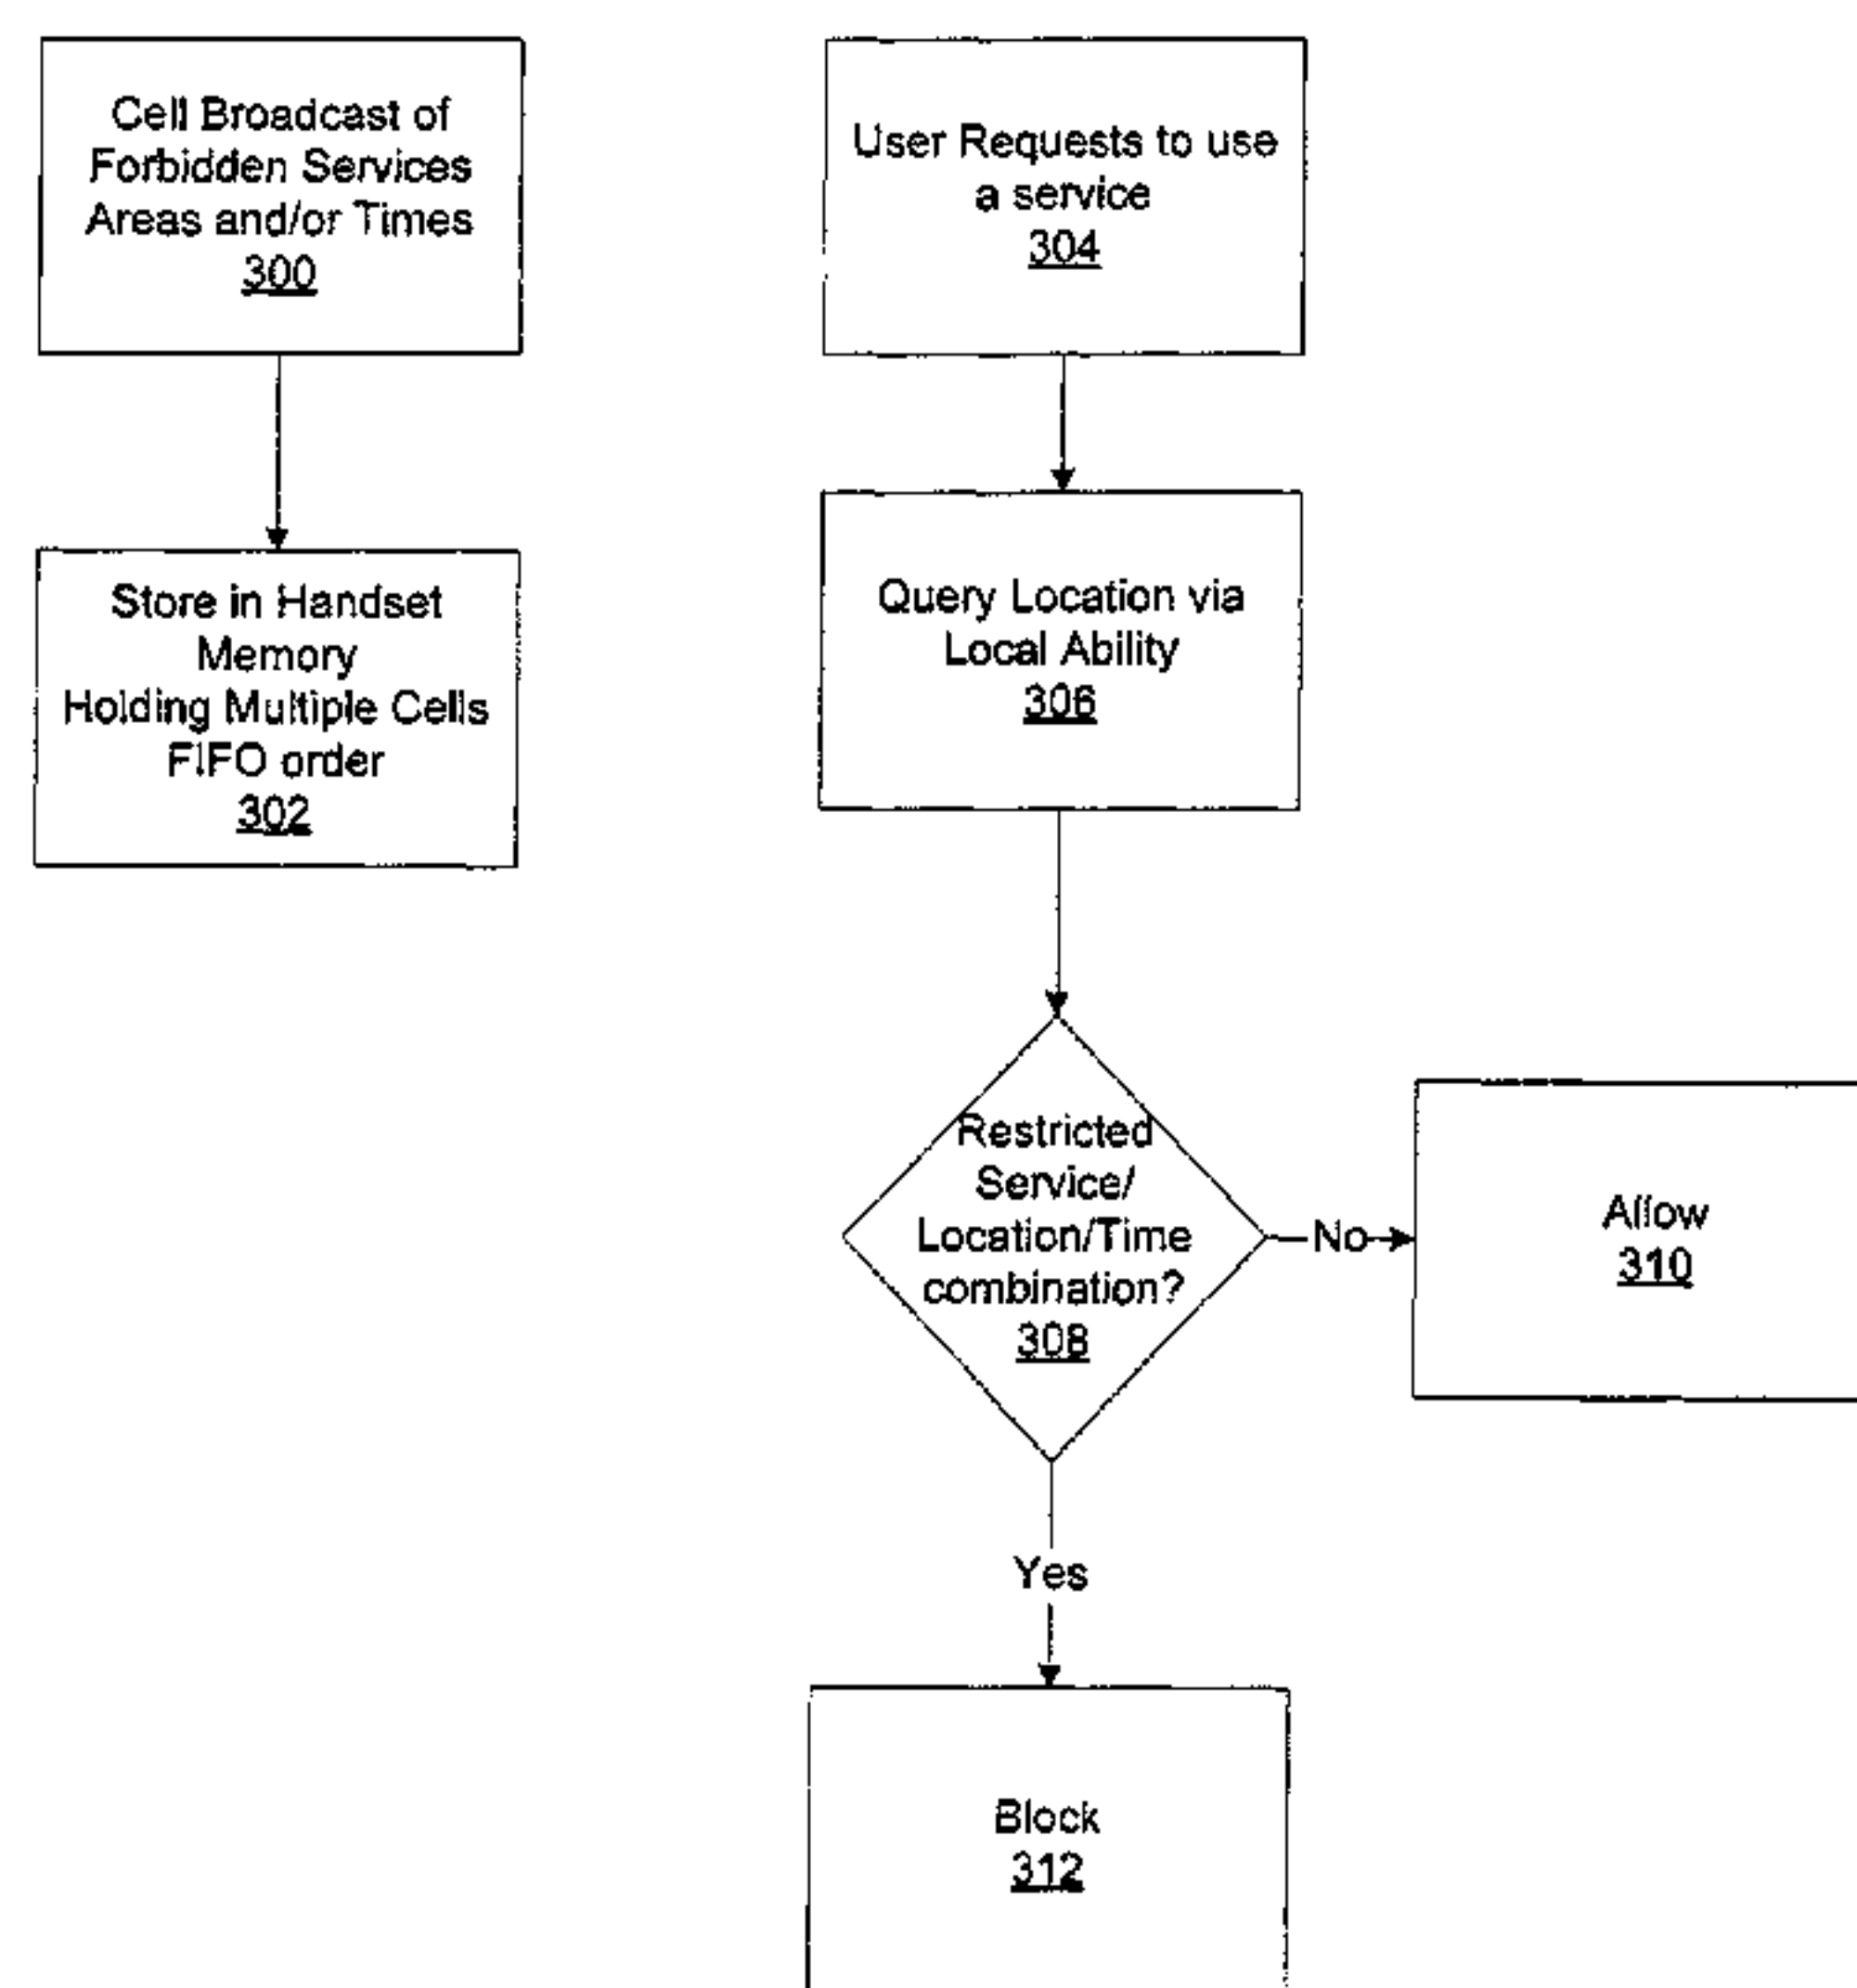 Cell Broadcast of
Forbidden Services
Areas and/or Times
300
Store in Handset
Memory
Holding Multiple Cells
FIFO order
302
User Requests to use
a service
304
Query Location via
Local Ability
306
Restricted
Service/
Location/Time
combination?
308
No
Allow
310
Yes
Block
312